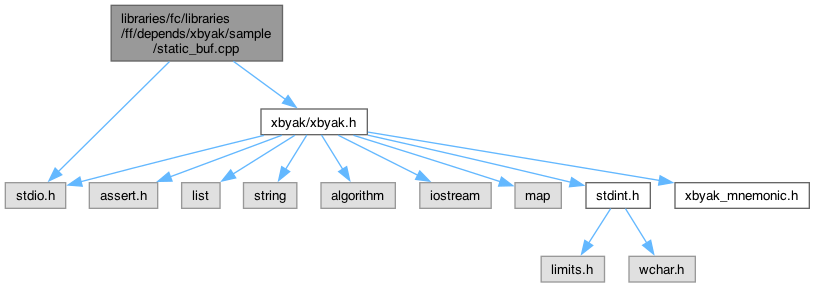 libraries/fc/libraries
/ff/depends/xbyak/sample
/static_buf.cpp
xbyak/xbyak.h
stdio.h
assert.h
list
string
algorithm
iostream
map
stdint.h
xbyak_mnemonic.h
limits.h
wchar.h